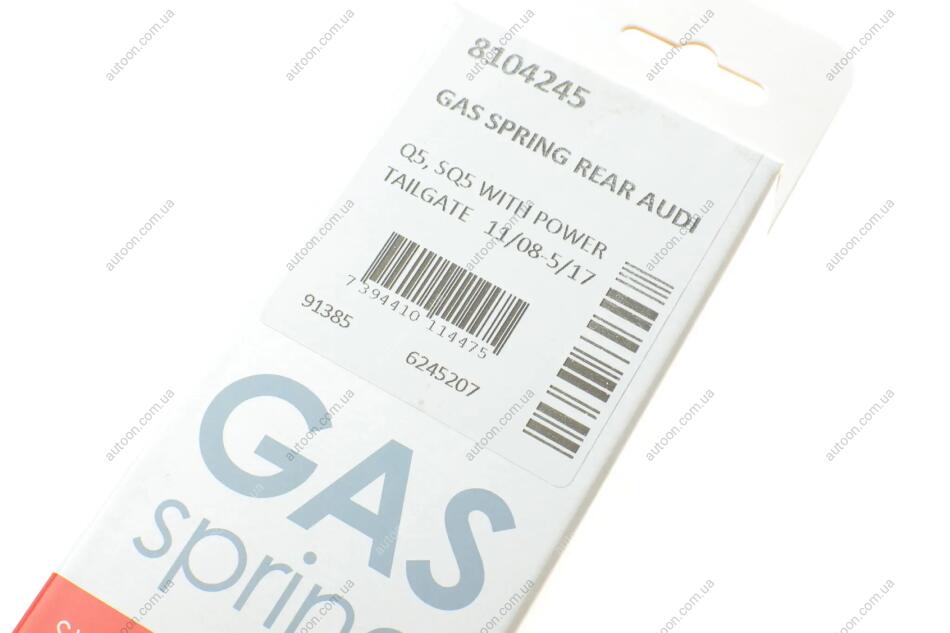 8104245
GAS SPRING REAR AUDI
Q5, SQ5 WITH POWER
TAILGATE 11/08-5/17
7 394410 114475
91385
6245207
GAS
spring
autoon.com.ua